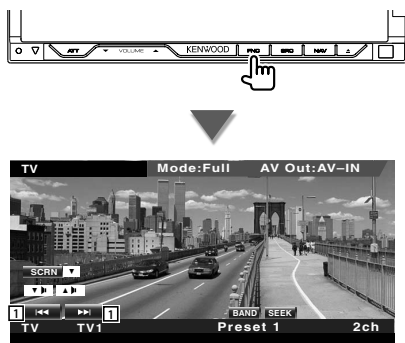 ATT VOLUME KENWOOD FNC SRC NAV
TV Mode:Full AV Out:AV–IN
SCRN
1 1
BAND SEEK
TV TV1 Preset 1 2ch